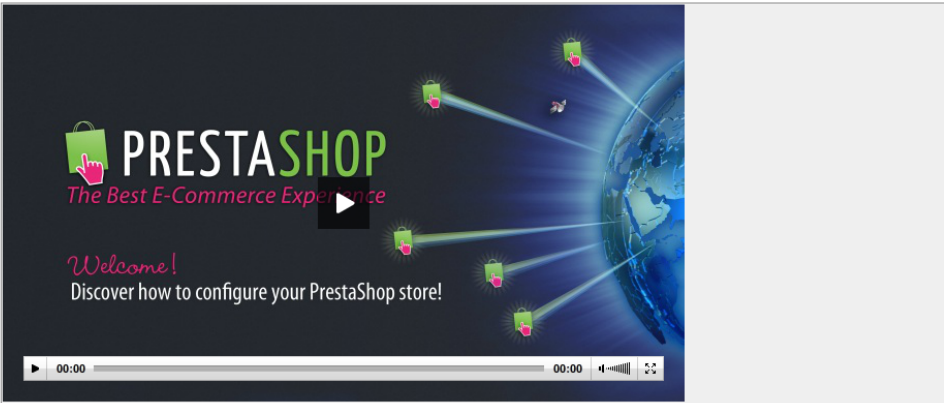 PRESTASHOP
The Best E-Commerce Experience
Welcome!
Discover how to configure your PrestaShop store!
00:00 00:00